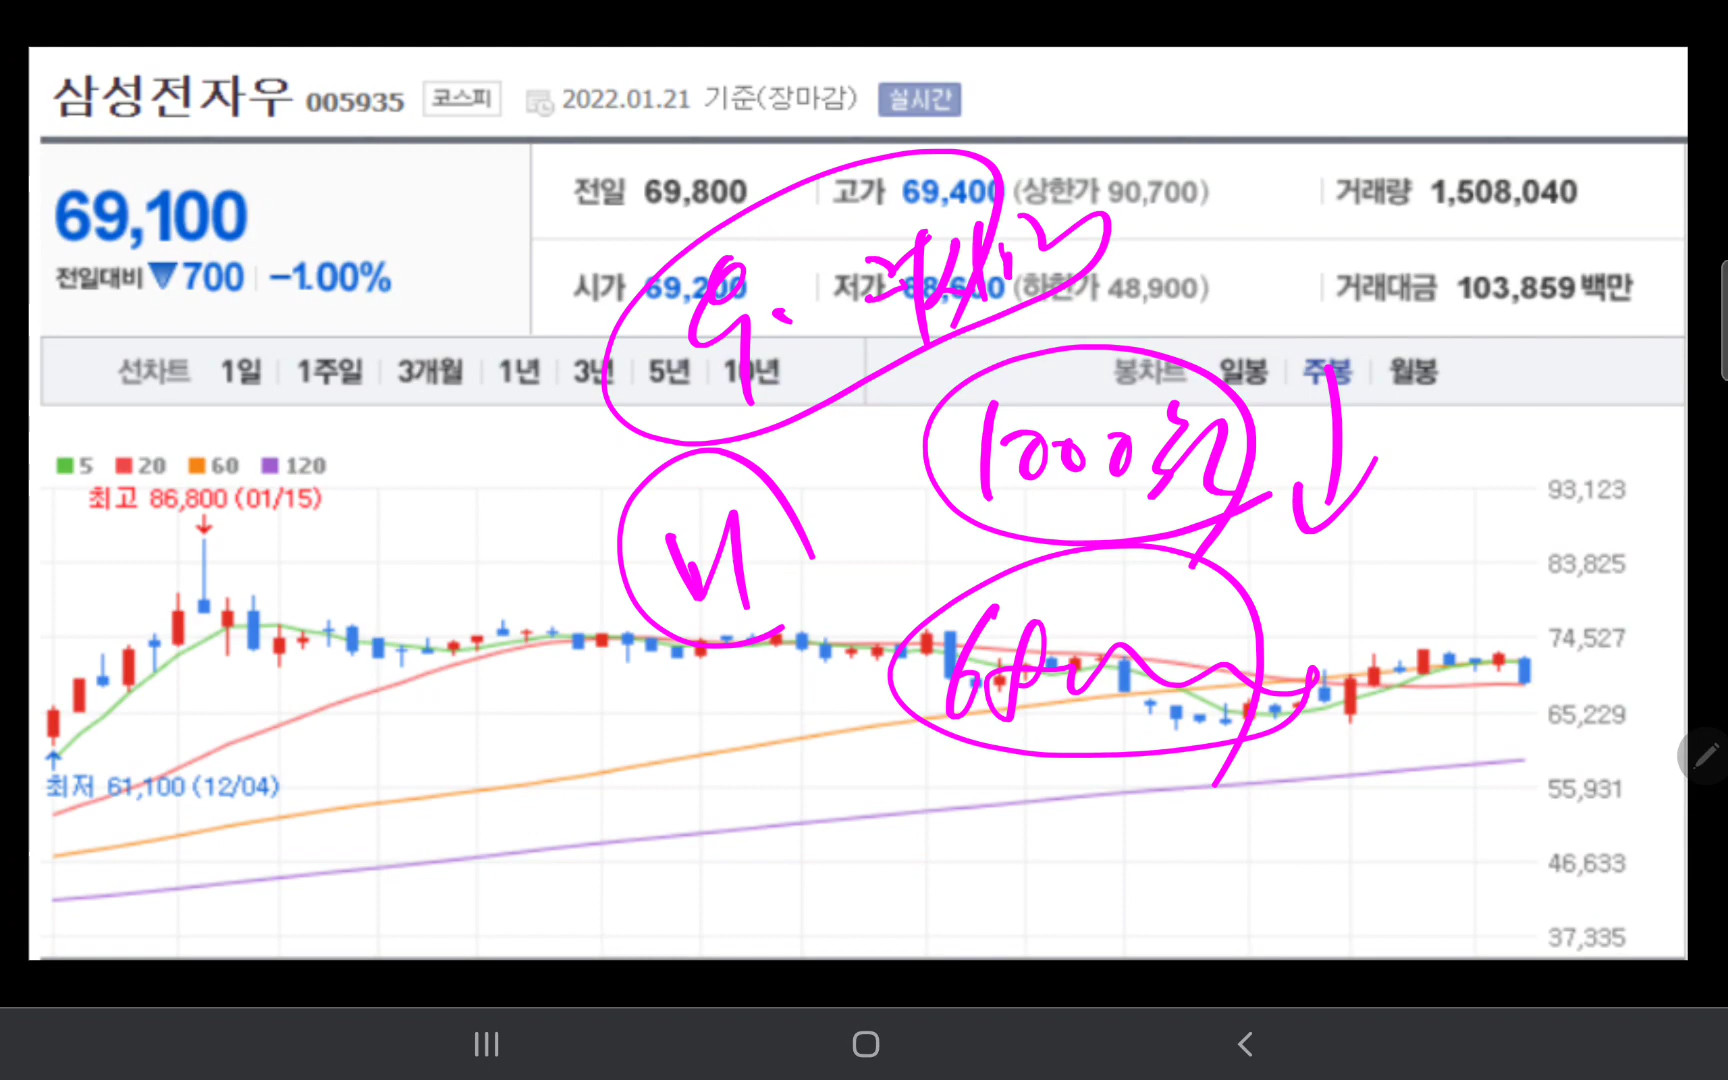 삼성전자우 005935 코스피 2022.01.21 기준(장마감) 실시간
69,100
전일대비 ▼700 -1.00%
전일 69,800 고가 69,400 (상한가 90,700) 거래량 1,508,040
시가 69,200 저가 68,600 (하한가 48,900) 거래대금 103,859 백만
선차트 1일 1주일 3개월 1년 3년 5년 10년 봉차트 일봉 주봉 월봉
1000원
5 20 60 120
최고 86,800 (01/15)
93,123
83,825
74,527
65,229
최저 61,100 (12/04)
55,931
46,633
37,335